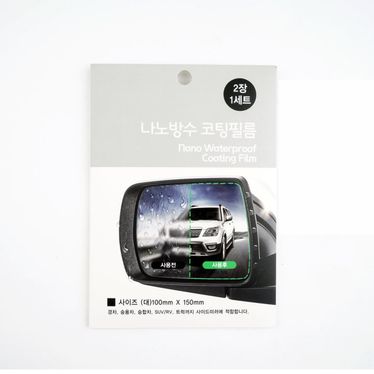 2장
1세트
나노방수 코팅필름
Nano Waterproof
Coating Film
사용전
사용후
사이즈 (대)100mm X 150mm
경차, 승용차, 승합차, SUV/RV, 트럭까지 사이드미러에 적합합니다.